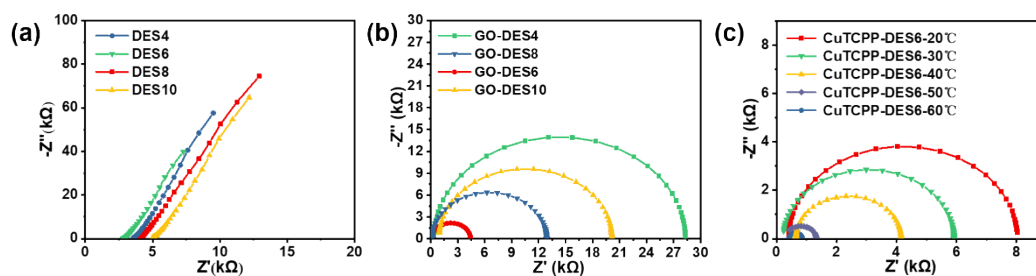 (a)
-Z''(kΩ)
100
80
60
40
20
0
DES4
DES6
DES8
DES10
0
5
10
15
20
Z'(kΩ)
(b)
-Z'' (kΩ)
30
27
24
21
18
15
12
9
6
3
0
GO-DES4
GO-DES8
GO-DES6
GO-DES10
0
3
6
9
12
15
18
21
24
27
30
Z' (kΩ)
(c)
-Z'' (kΩ)
8
6
4
2
0
CuTCPP-DES6-20℃
CuTCPP-DES6-30℃
CuTCPP-DES6-40℃
CuTCPP-DES6-50℃
CuTCPP-DES6-60℃
0
2
4
6
8
Z' (kΩ)